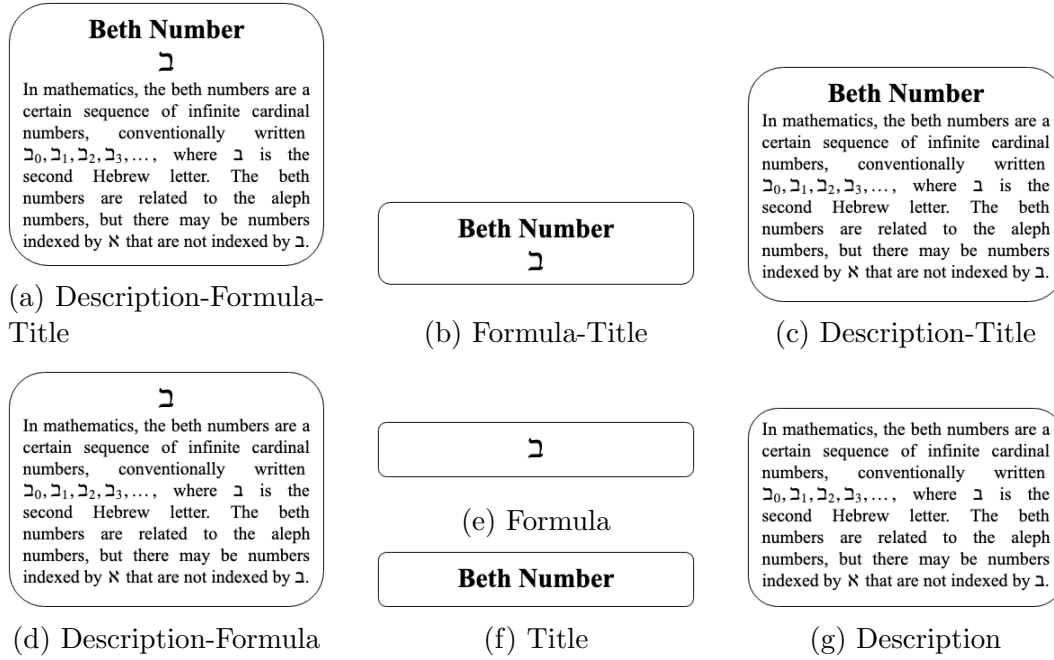 Beth Number
ℶ
In mathematics, the beth numbers are a
certain sequence of infinite cardinal
numbers, conventionally written
ℶ₀, ℶ₁, ℶ₂, ℶ₃, …, where ℶ is the
second Hebrew letter. The beth
numbers are related to the aleph
numbers, but there may be numbers
indexed by ℵ that are not indexed by ℶ.
(a) Description-Formula-
Title
Beth Number
ℶ
(b) Formula-Title
Beth Number
In mathematics, the beth numbers are a
certain sequence of infinite cardinal
numbers, conventionally written
ℶ₀, ℶ₁, ℶ₂, ℶ₃, …, where ℶ is the
second Hebrew letter. The beth
numbers are related to the aleph
numbers, but there may be numbers
indexed by ℵ that are not indexed by ℶ.
(c) Description-Title
ℶ
In mathematics, the beth numbers are a
certain sequence of infinite cardinal
numbers, conventionally written
ℶ₀, ℶ₁, ℶ₂, ℶ₃, …, where ℶ is the
second Hebrew letter. The beth
numbers are related to the aleph
numbers, but there may be numbers
indexed by ℵ that are not indexed by ℶ.
(d) Description-Formula
ℶ
(e) Formula
Beth Number
(f) Title
In mathematics, the beth numbers are a
certain sequence of infinite cardinal
numbers, conventionally written
ℶ₀, ℶ₁, ℶ₂, ℶ₃, …, where ℶ is the
second Hebrew letter. The beth
numbers are related to the aleph
numbers, but there may be numbers
indexed by ℵ that are not indexed by ℶ.
(g) Description